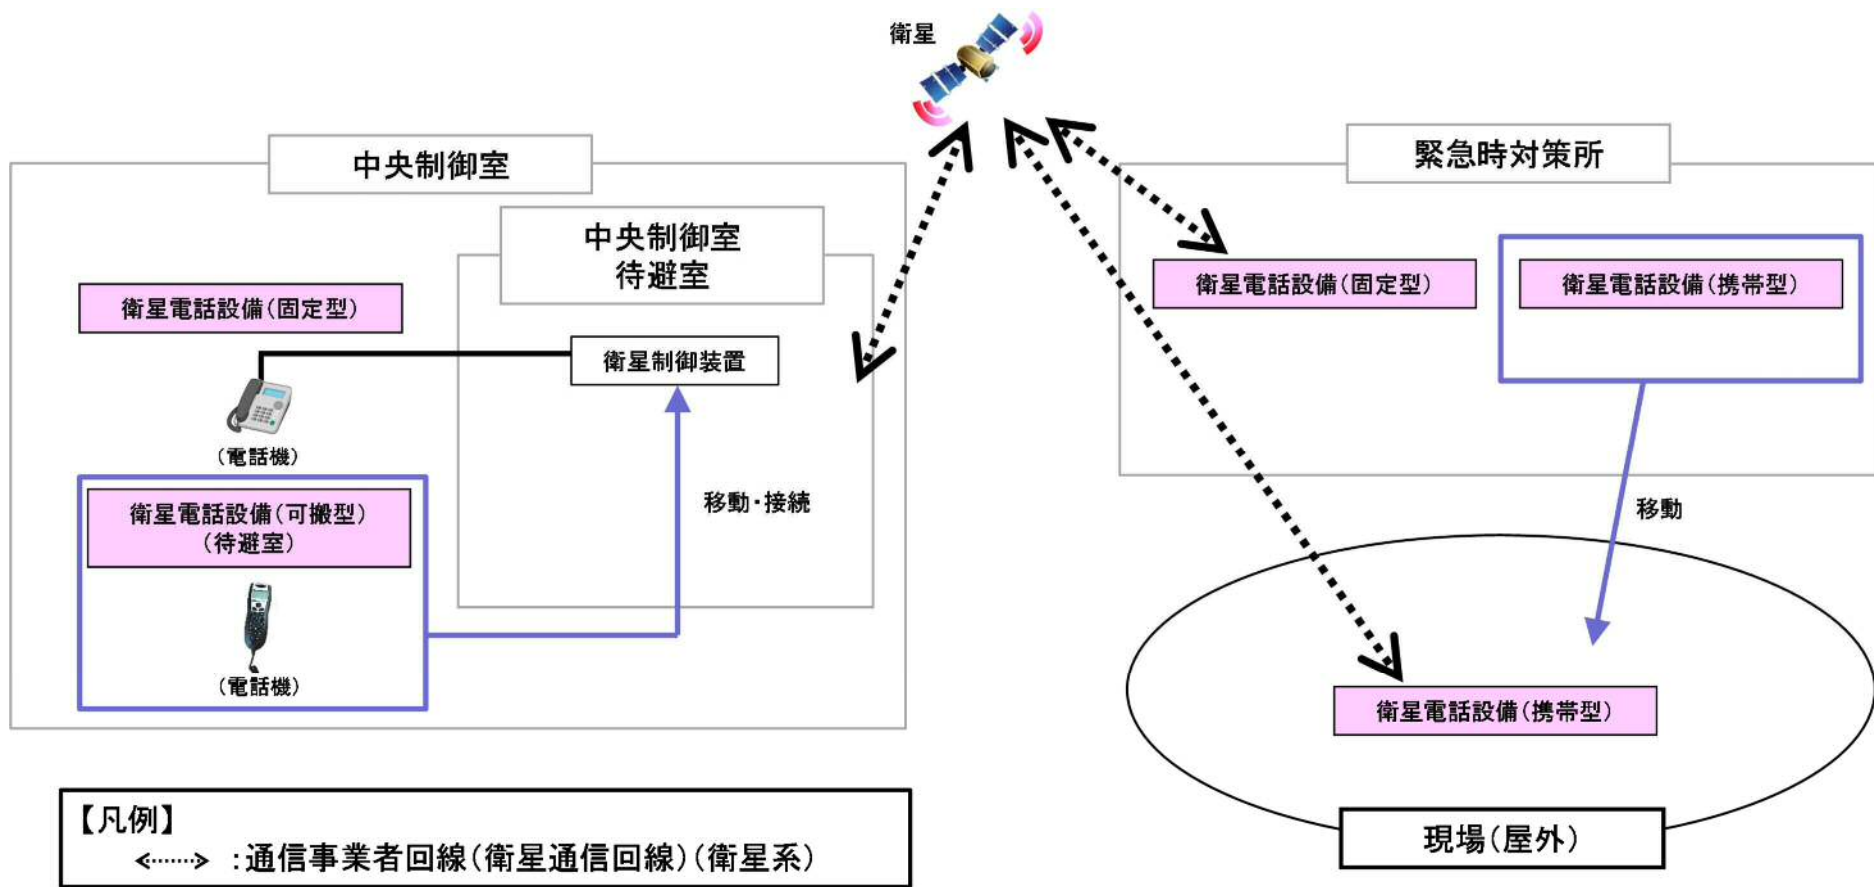 衛星
中央制御室
中央制御室
待避室
衛星電話設備(固定型)
衛星制御装置
(電話機)
衛星電話設備(可搬型)
(待避室)
(電話機)
移動・接続
緊急時対策所
衛星電話設備(固定型)
衛星電話設備(携帯型)
移動
衛星電話設備(携帯型)
現場(屋外)
【凡例】
:通信事業者回線(衛星通信回線)(衛星系)